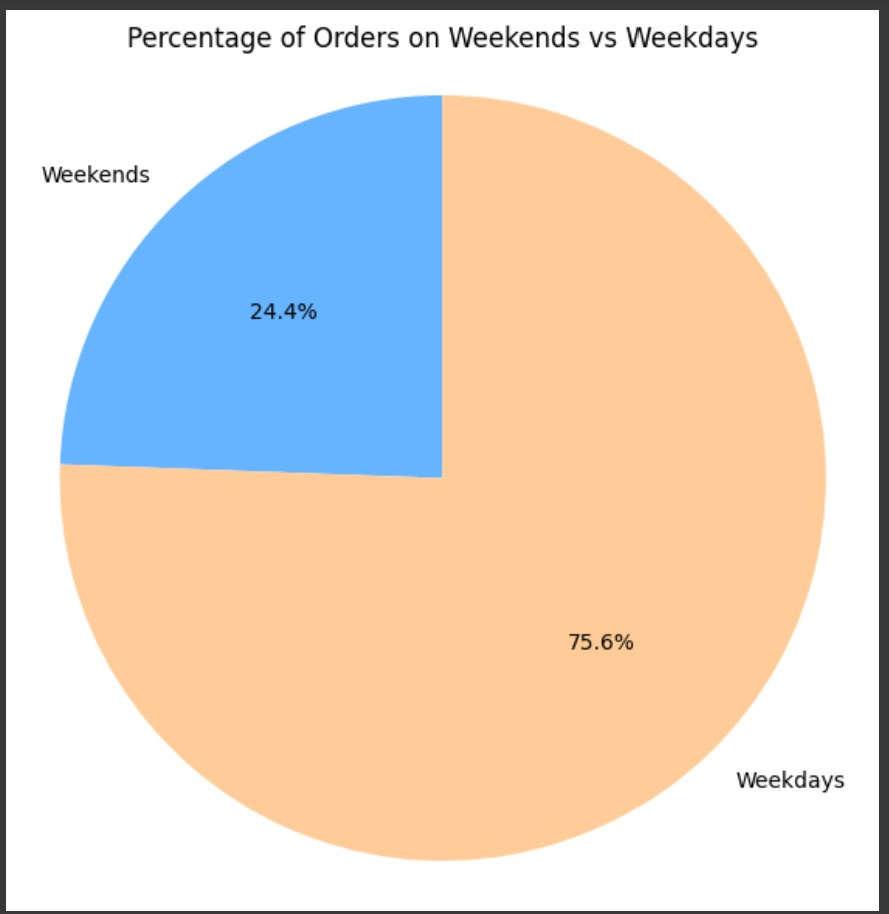 Percentage of Orders on Weekends vs Weekdays
Weekends
24.4%
75.6%
Weekdays